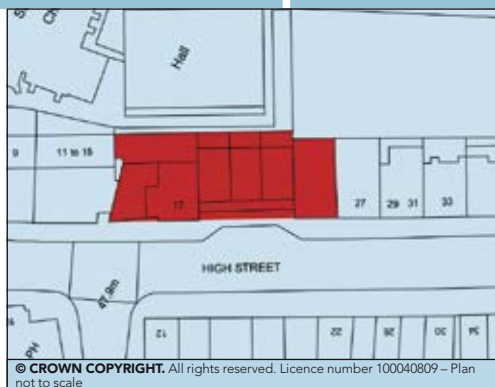 Hall
9
11 to 15
17
27
29
31
33
HIGH STREET
47.9m
PH
12
22
26
30
34
© CROWN COPYRIGHT. All rights reserved. Licence number 100040809 – Plan
not to scale